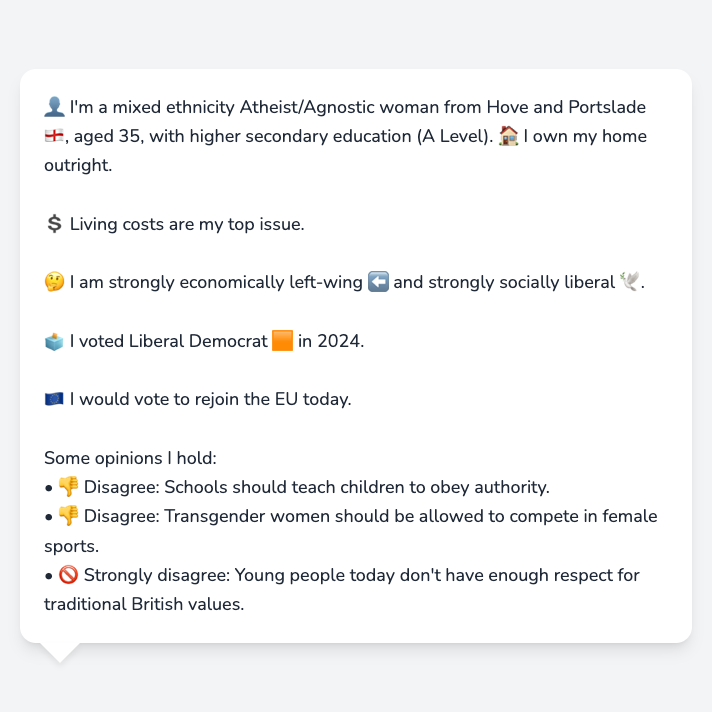 👤 I'm a mixed ethnicity Atheist/Agnostic woman from Hove and Portslade
🏴󠁧󠁢󠁥󠁮󠁧󠁿, aged 35, with higher secondary education (A Level). 🏠 I own my home
outright.
💲 Living costs are my top issue.
🤔 I am strongly economically left-wing ⬅️ and strongly socially liberal 🕊️.
🗳️ I voted Liberal Democrat 🟧 in 2024.
🇪🇺 I would vote to rejoin the EU today.
Some opinions I hold:
• 👎 Disagree: Schools should teach children to obey authority.
• 👎 Disagree: Transgender women should be allowed to compete in female
sports.
• 🚫 Strongly disagree: Young people today don't have enough respect for
traditional British values.